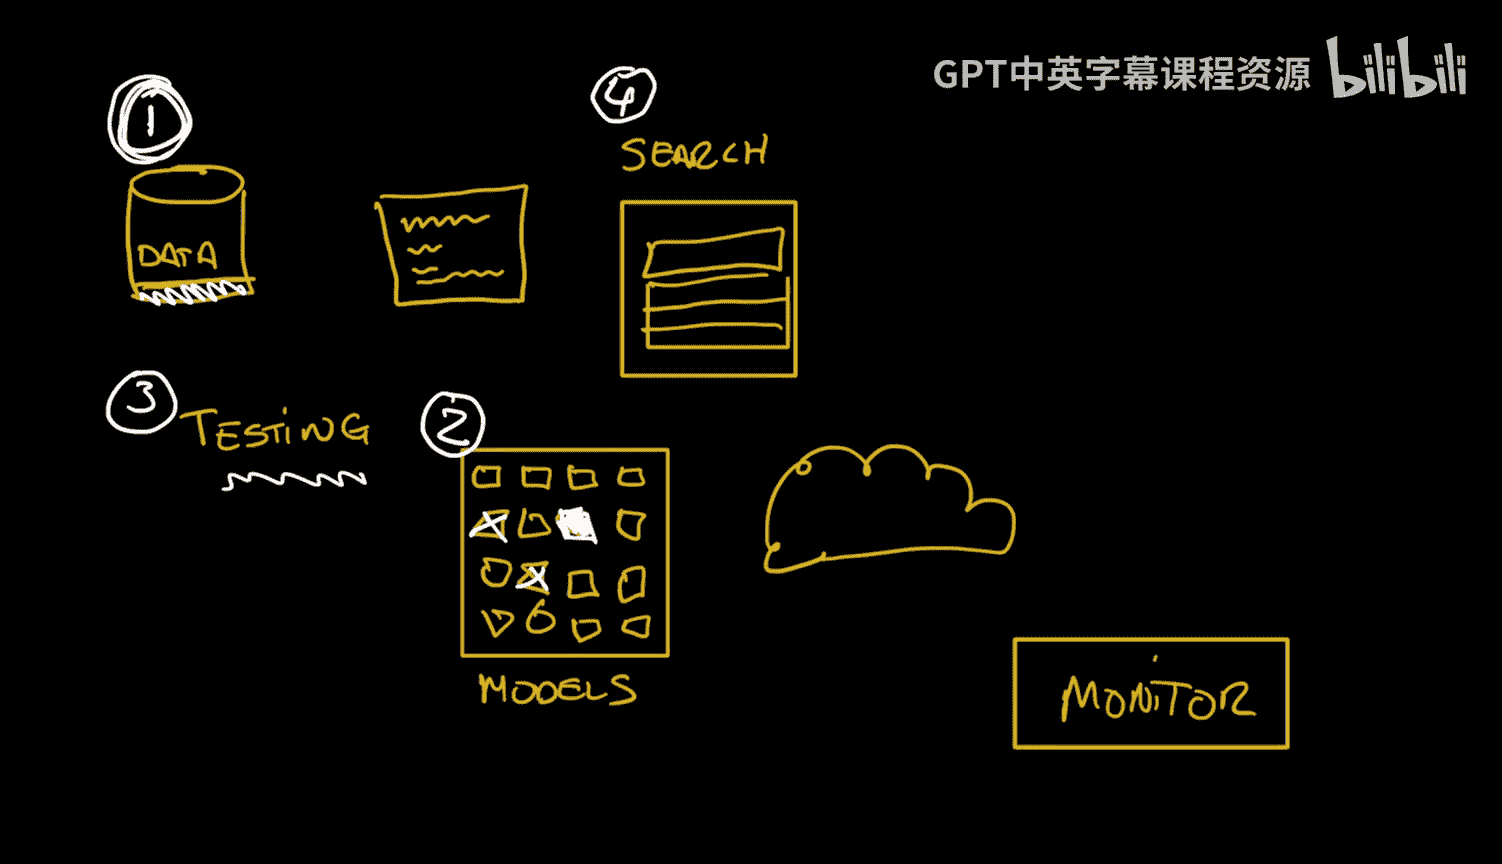 GPT中英字幕课程资源 bilibili
1
4
SEARCH
DATA
3
TESTING
2
MODELS
MONITOR